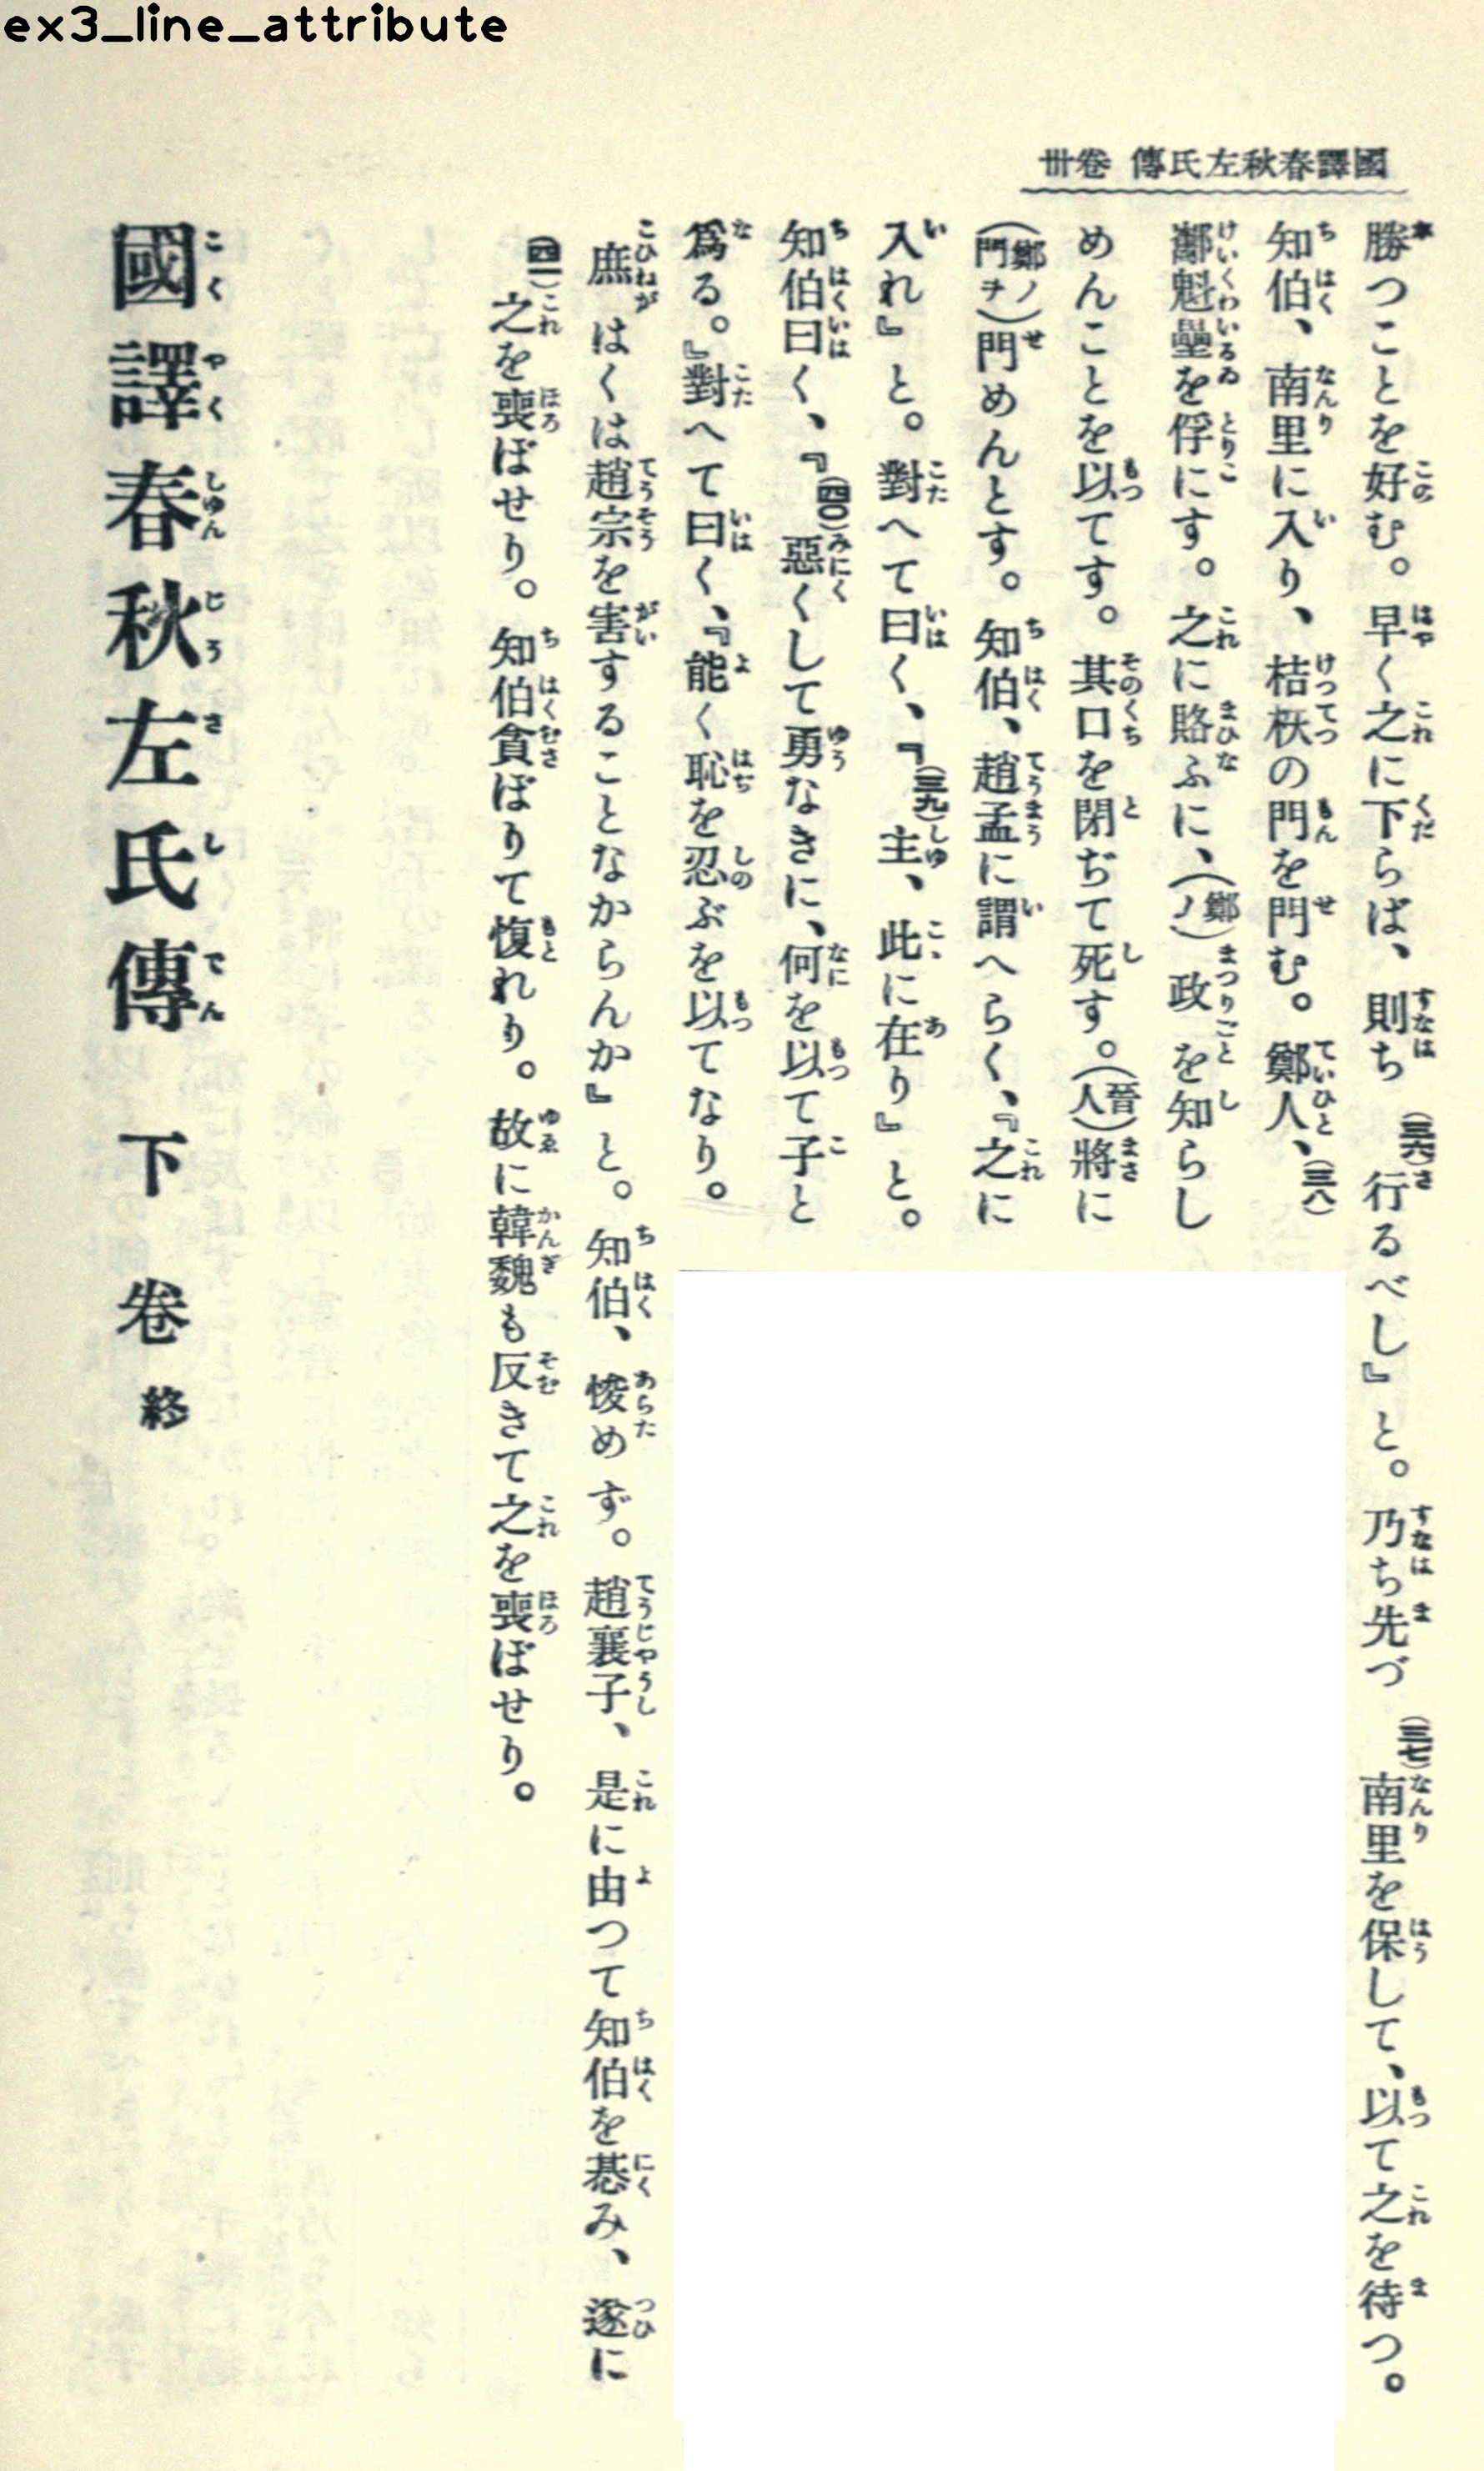 ex3_line_attribute
國譯春秋左氏傳 卷卅
勝つことを好む。早く之に下らば、則ち(三六)行るべし』と。乃ち先づ(三七)南里を保して、以て之を待つ。
知伯、南里に入り、桔柣の門を門む。鄭人、(三八)
酅魁壘を俘にす。之に賂ふに、(鄭ノ)政を知らし
めんことを以てす。其口を閉ぢて死す。(晉人)將に
(鄭ノ門ヲ)門めんとす。知伯、趙孟に謂へらく、『之に
入れ』と。對へて曰く、『(三九)主、此に在り』と。
知伯曰く、『(四〇)惡くして勇なきに、何を以て子と
爲る。』對へて曰く、『能く恥を忍ぶを以てなり。
庶はくは趙宗を害することなからんか』と。知伯、悛めず。趙襄子、是に由つて知伯を惎み、遂に
(四一)之を喪ぼせり。知伯貪ぼりて愎れり。故に韓魏も反きて之を喪ぼせり。
國譯春秋左氏傳 下卷終